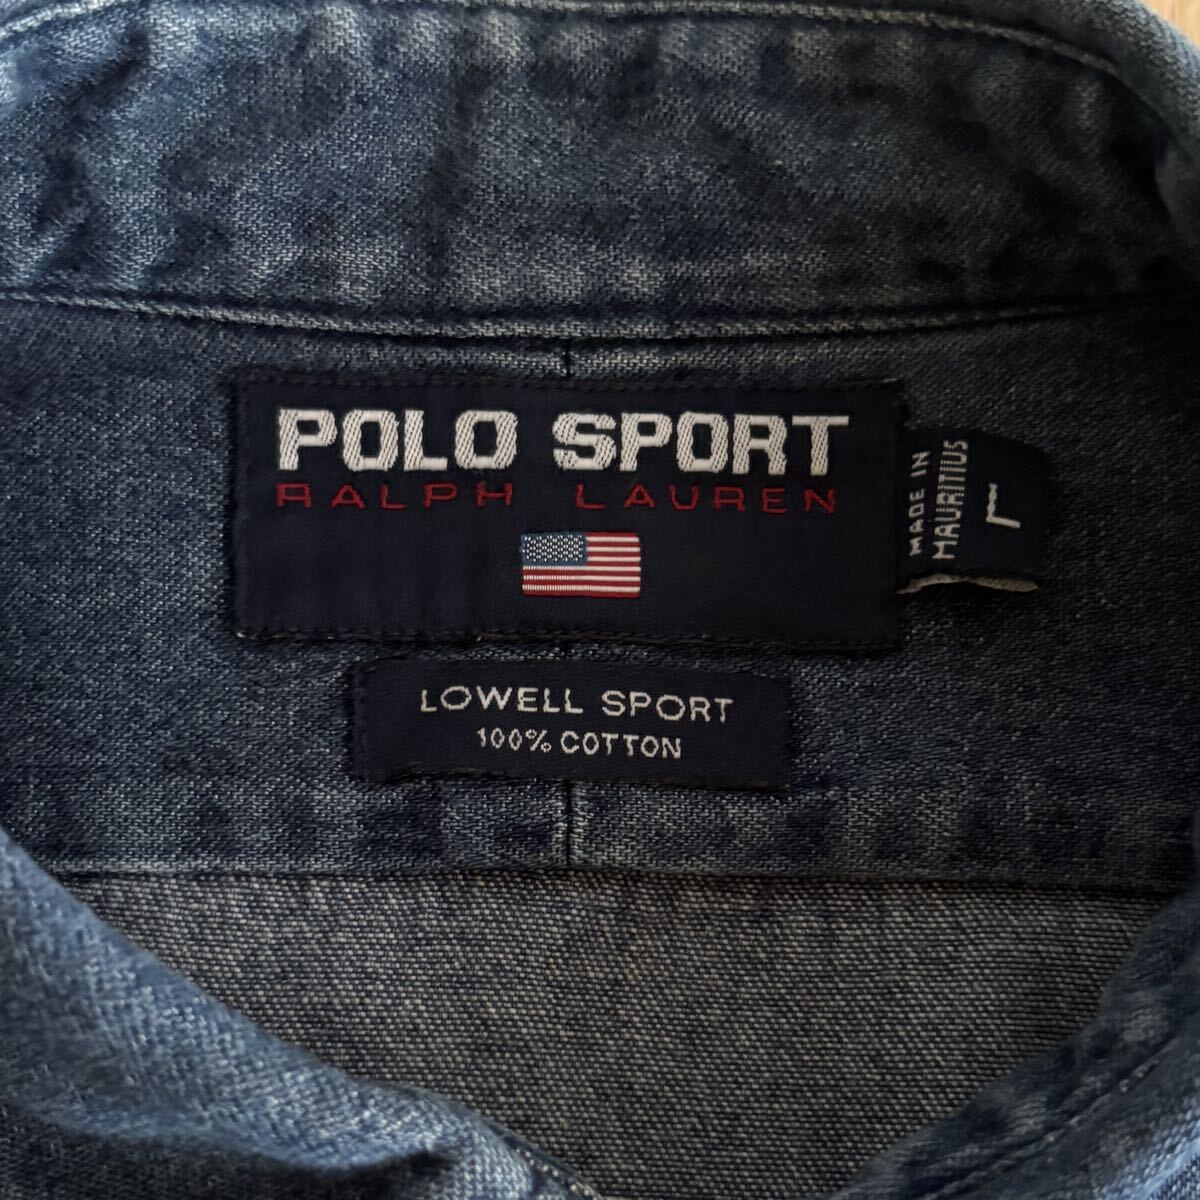 POLO SPORT
RALPH LAUREN
MADE IN
MAURITIUS
L
LOWELL SPORT
100% COTTON